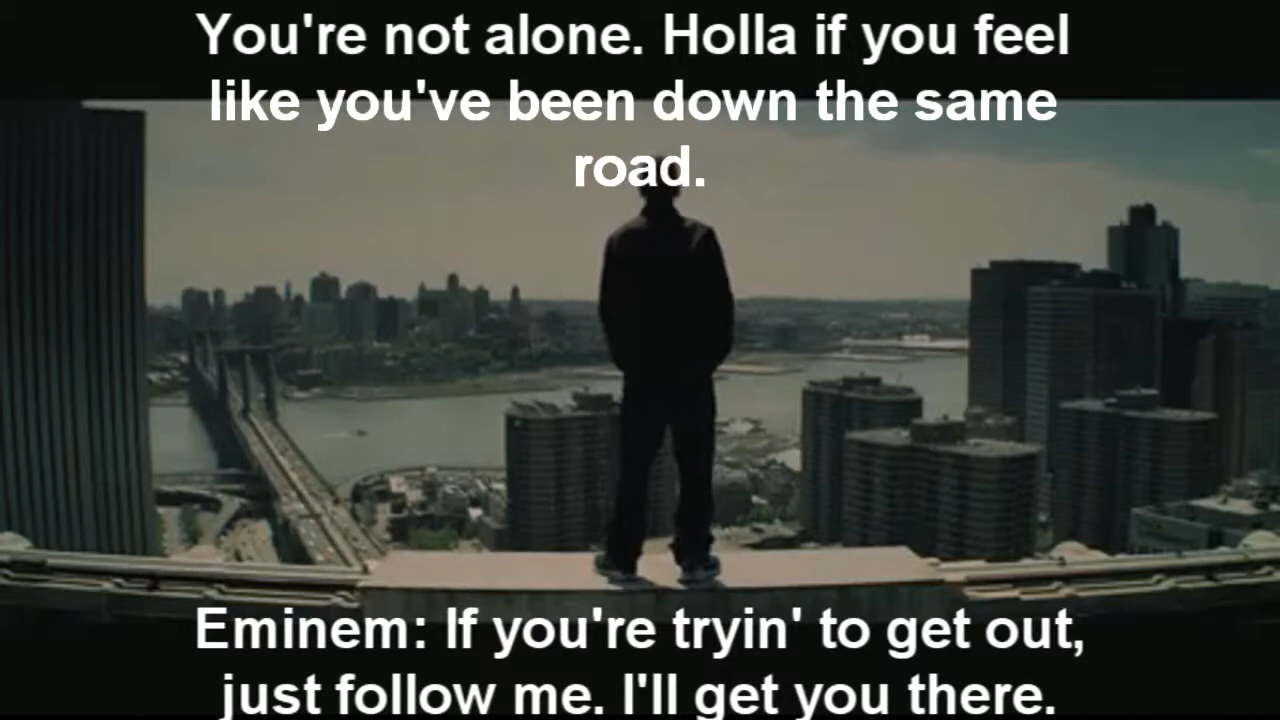 You're not alone. Holla if you feel
like you've been down the same
road.
Eminem: If you're tryin' to get out,
just follow me. I'll get you there.